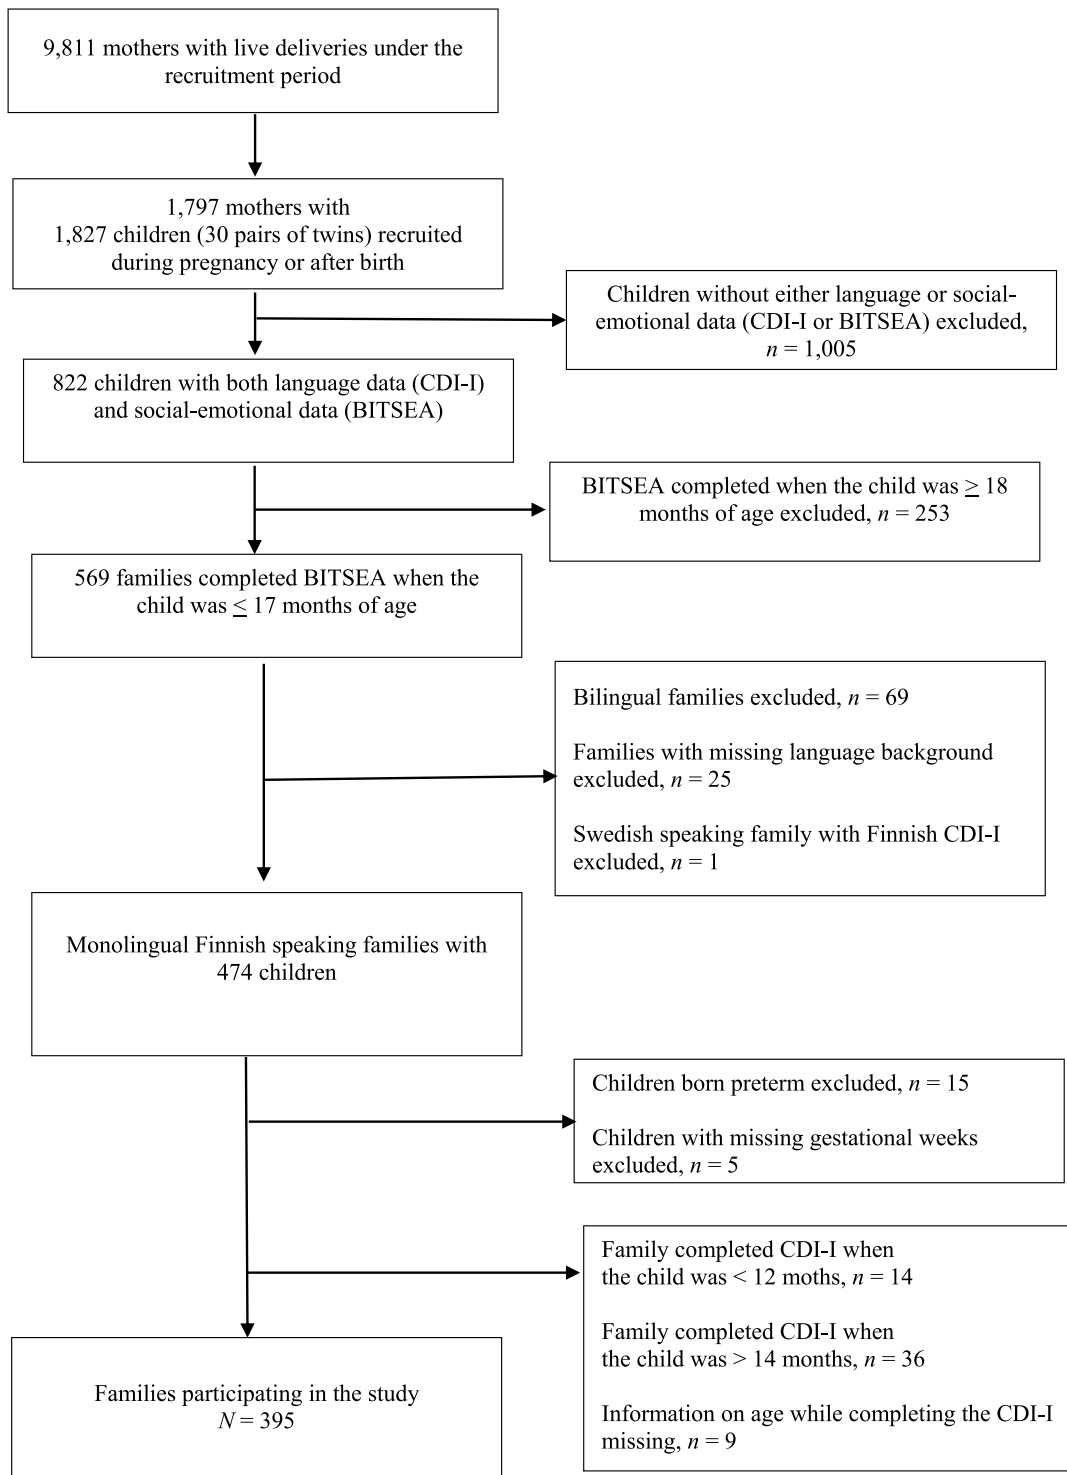 9,811 mothers with live deliveries under the
recruitment period
1,797 mothers with
1,827 children (30 pairs of twins) recruited
during pregnancy or after birth
Children without either language or social-
emotional data (CDI-I or BITSEA) excluded,
n = 1,005
822 children with both language data (CDI-I)
and social-emotional data (BITSEA)
BITSEA completed when the child was ≥ 18
months of age excluded, n = 253
569 families completed BITSEA when the
child was ≤ 17 months of age
Bilingual families excluded, n = 69
Families with missing language background
excluded, n = 25
Swedish speaking family with Finnish CDI-I
excluded, n = 1
Monolingual Finnish speaking families with
474 children
Children born preterm excluded, n = 15
Children with missing gestational weeks
excluded, n = 5
Family completed CDI-I when
the child was < 12 moths, n = 14
Family completed CDI-I when
the child was > 14 months, n = 36
Information on age while completing the CDI-I
missing, n = 9
Families participating in the study
N = 395